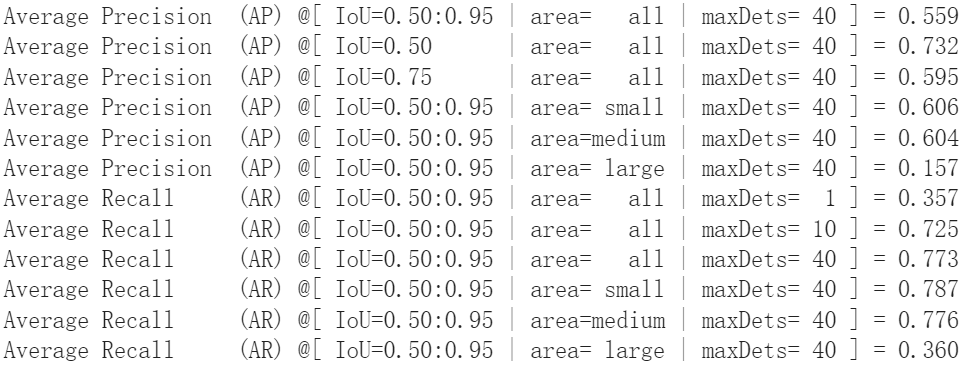 Average Precision  (AP) @[ IoU=0.50:0.95 | area=   all | maxDets= 40 ] = 0.559
Average Precision  (AP) @[ IoU=0.50      | area=   all | maxDets= 40 ] = 0.732
Average Precision  (AP) @[ IoU=0.75      | area=   all | maxDets= 40 ] = 0.595
Average Precision  (AP) @[ IoU=0.50:0.95 | area= small | maxDets= 40 ] = 0.606
Average Precision  (AP) @[ IoU=0.50:0.95 | area=medium | maxDets= 40 ] = 0.604
Average Precision  (AP) @[ IoU=0.50:0.95 | area= large | maxDets= 40 ] = 0.157
Average Recall     (AR) @[ IoU=0.50:0.95 | area=   all | maxDets=  1 ] = 0.357
Average Recall     (AR) @[ IoU=0.50:0.95 | area=   all | maxDets= 10 ] = 0.725
Average Recall     (AR) @[ IoU=0.50:0.95 | area=   all | maxDets= 40 ] = 0.773
Average Recall     (AR) @[ IoU=0.50:0.95 | area= small | maxDets= 40 ] = 0.787
Average Recall     (AR) @[ IoU=0.50:0.95 | area=medium | maxDets= 40 ] = 0.776
Average Recall     (AR) @[ IoU=0.50:0.95 | area= large | maxDets= 40 ] = 0.360